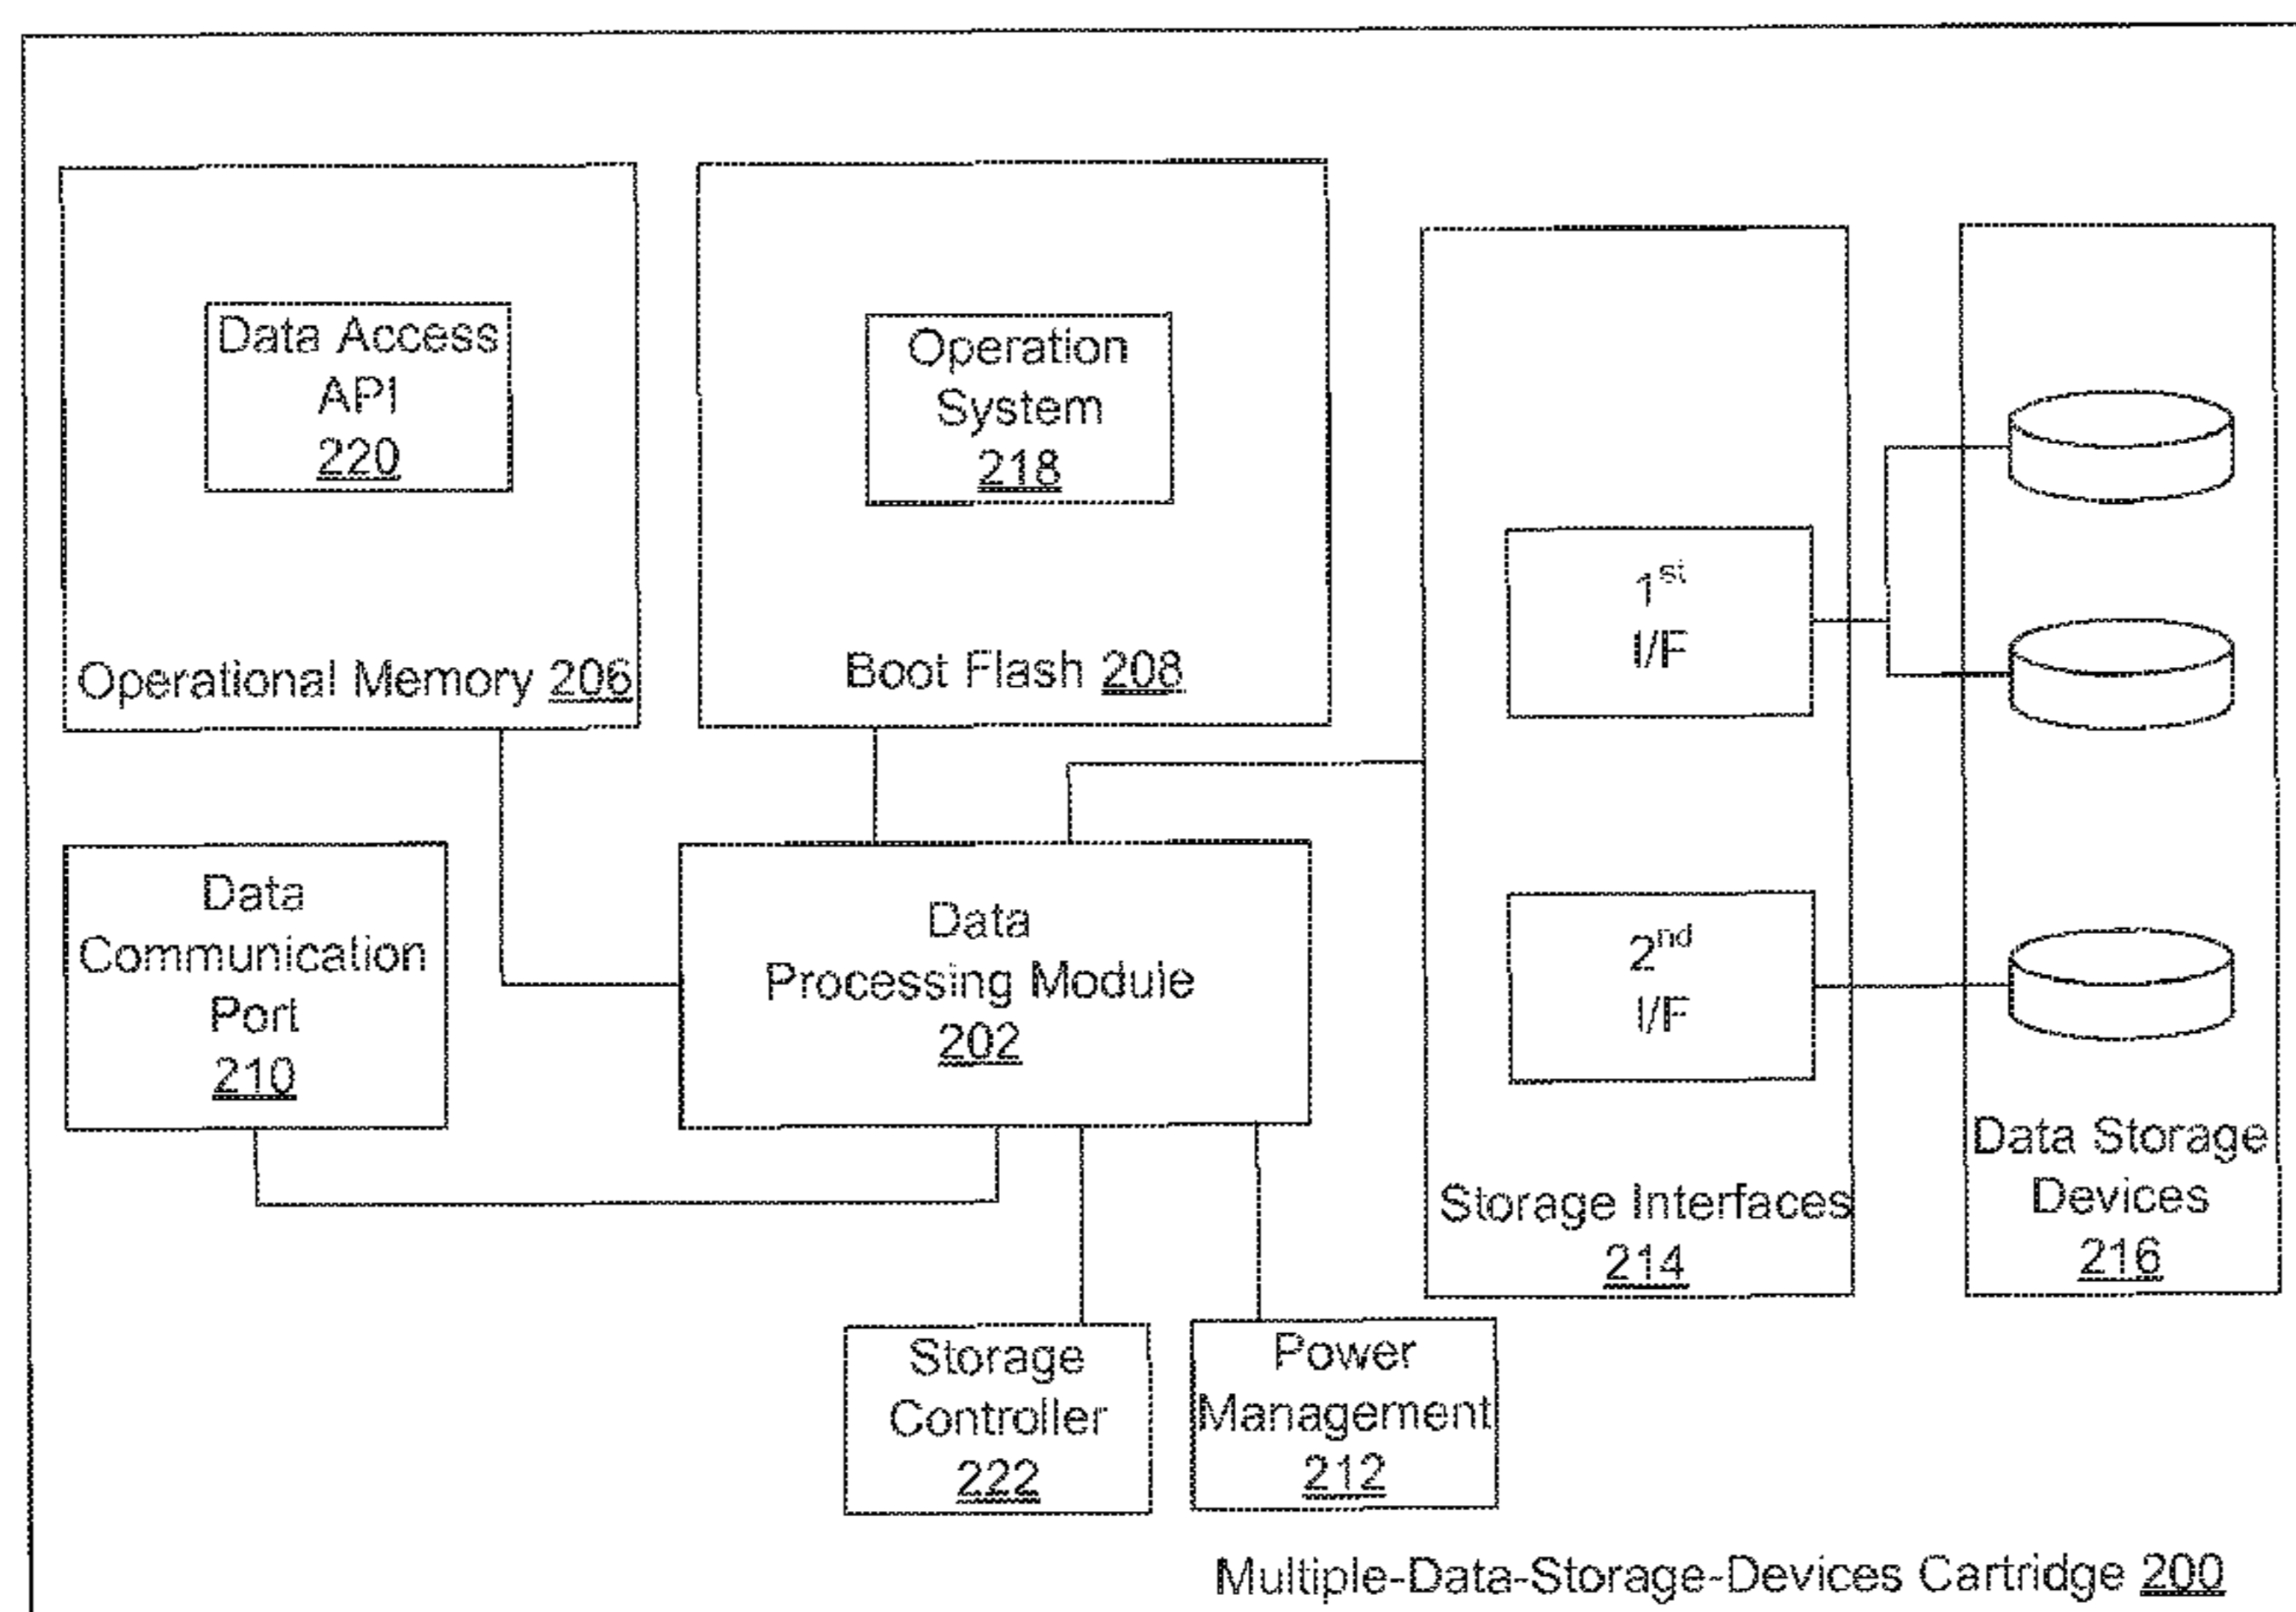 Data Access
API
220
Operational Memory 206
Operation
System
218
Boot Flash 208
1st
I/F
2nd
I/F
Storage Interfaces
214
Data Storage
Devices
216
Data
Communication
Port
210
Data
Processing Module
202
Storage
Controller
222
Power
Management
212
Multiple-Data-Storage-Devices Cartridge 200